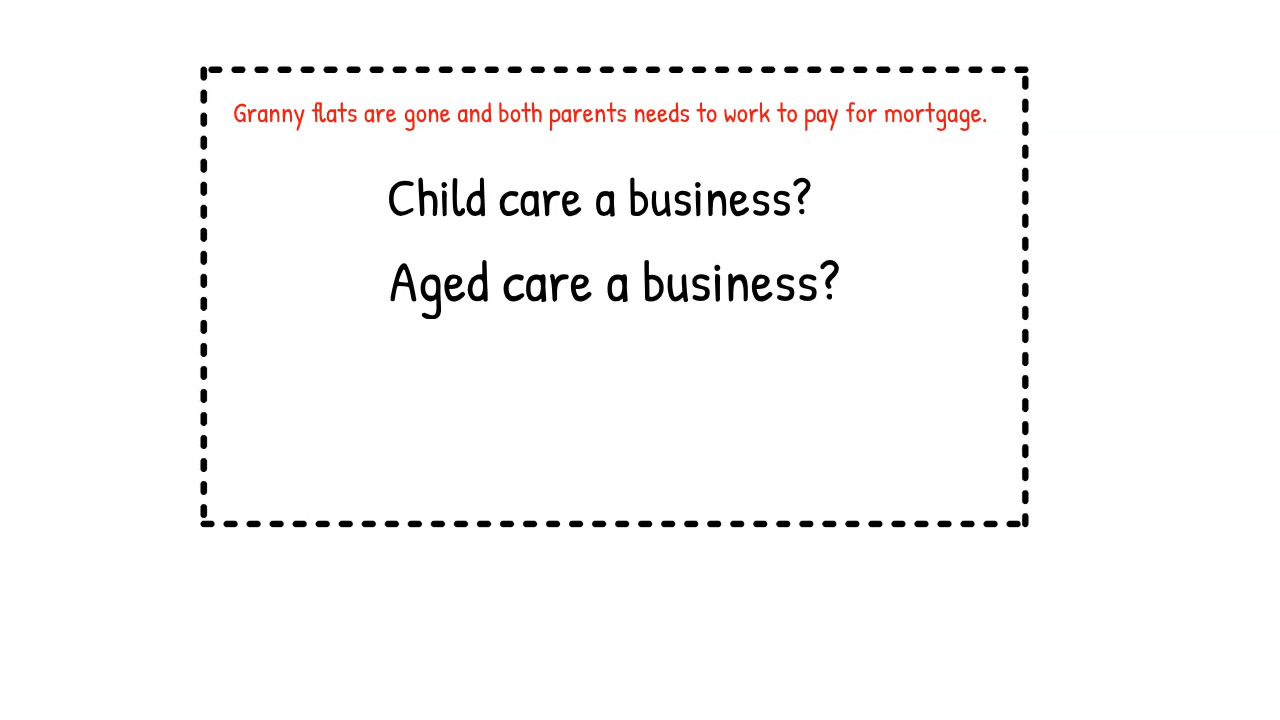 Granny flats are gone and both parents needs to work to pay for mortgage.
Child care a business?
Aged care a business?